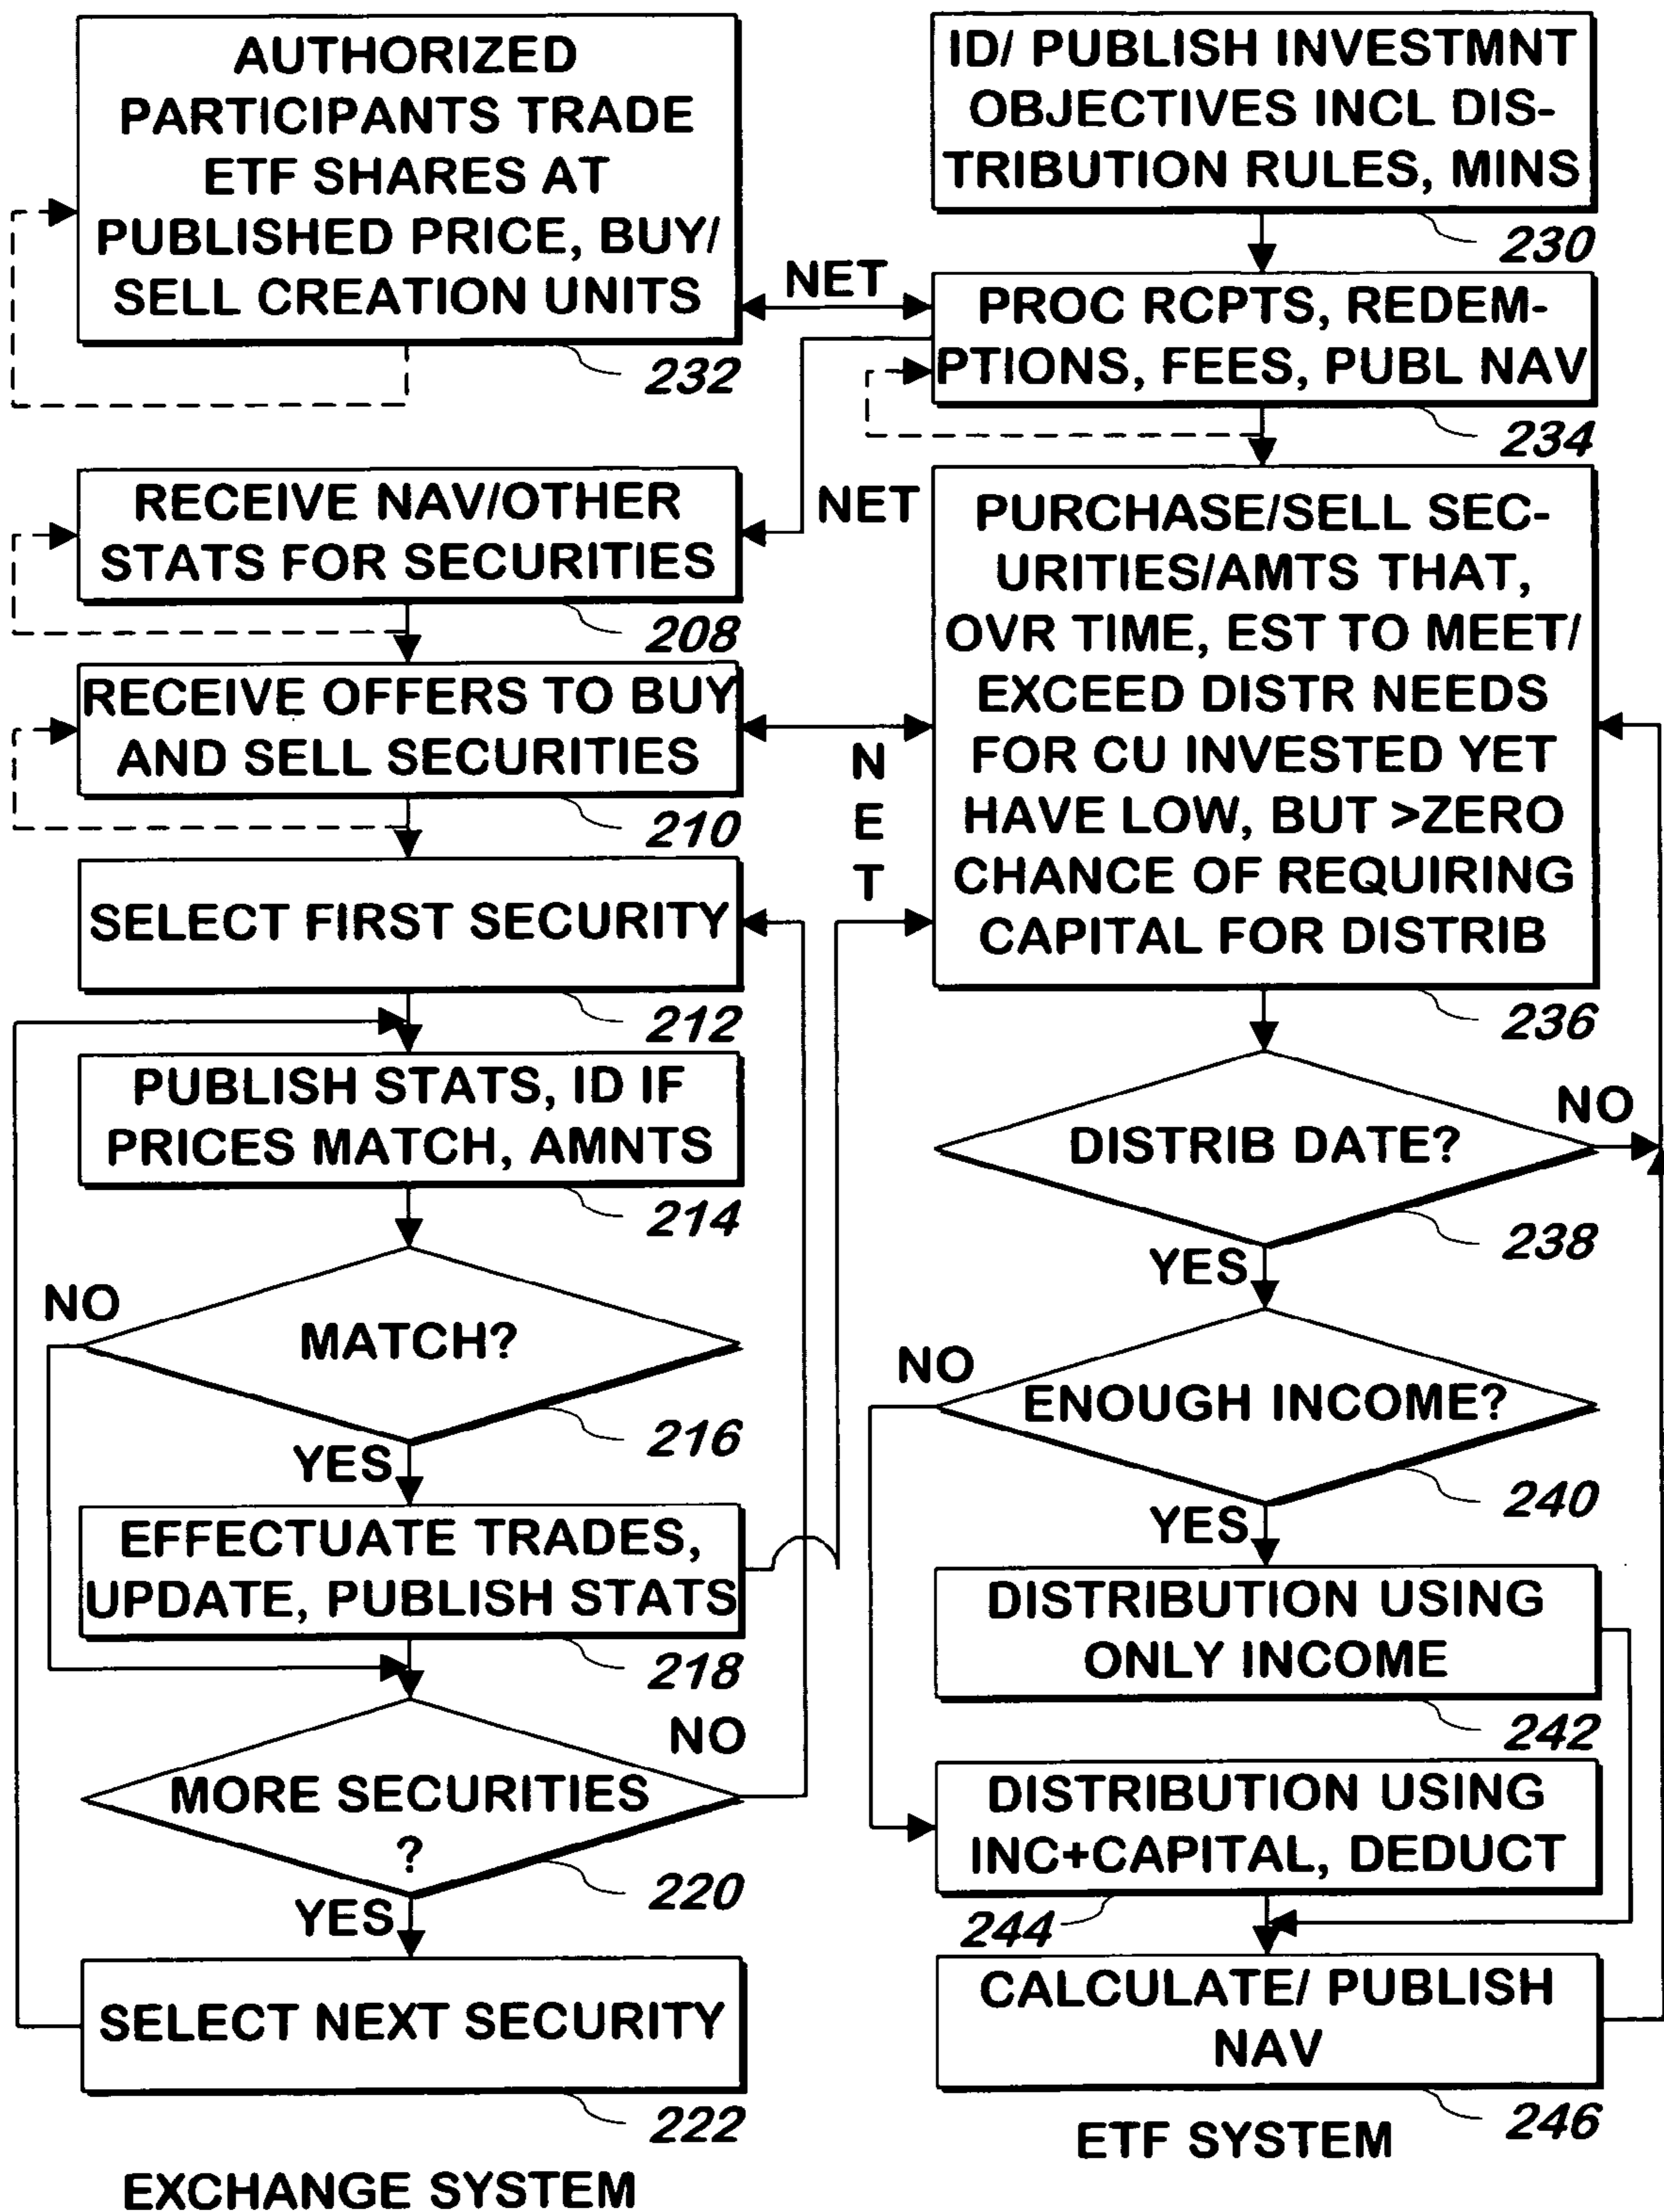 AUTHORIZED
PARTICIPANTS TRADE
ETF SHARES AT
PUBLISHED PRICE, BUY/
SELL CREATION UNITS
232
RECEIVE NAV/OTHER
STATS FOR SECURITIES
208
RECEIVE OFFERS TO BUY
AND SELL SECURITIES
210
SELECT FIRST SECURITY
212
PUBLISH STATS, ID IF
PRICES MATCH, AMNTS
214
NO
MATCH?
216
YES
EFFECTUATE TRADES,
UPDATE, PUBLISH STATS
218
NO
MORE SECURITIES
?
220
YES
SELECT NEXT SECURITY
222
EXCHANGE SYSTEM
NET
NET
N
E
T
ID/ PUBLISH INVESTMNT
OBJECTIVES INCL DIS-
TRIBUTION RULES, MINS
230
PROC RCPTS, REDEM-
PTIONS, FEES, PUBL NAV
234
PURCHASE/SELL SEC-
URITIES/AMTS THAT,
OVR TIME, EST TO MEET/
EXCEED DISTR NEEDS
FOR CU INVESTED YET
HAVE LOW, BUT >ZERO
CHANCE OF REQUIRING
CAPITAL FOR DISTRIB
236
NO
DISTRIB DATE?
238
YES
NO
ENOUGH INCOME?
240
YES
DISTRIBUTION USING
ONLY INCOME
242
DISTRIBUTION USING
INC+CAPITAL, DEDUCT
244
CALCULATE/ PUBLISH
NAV
246
ETF SYSTEM